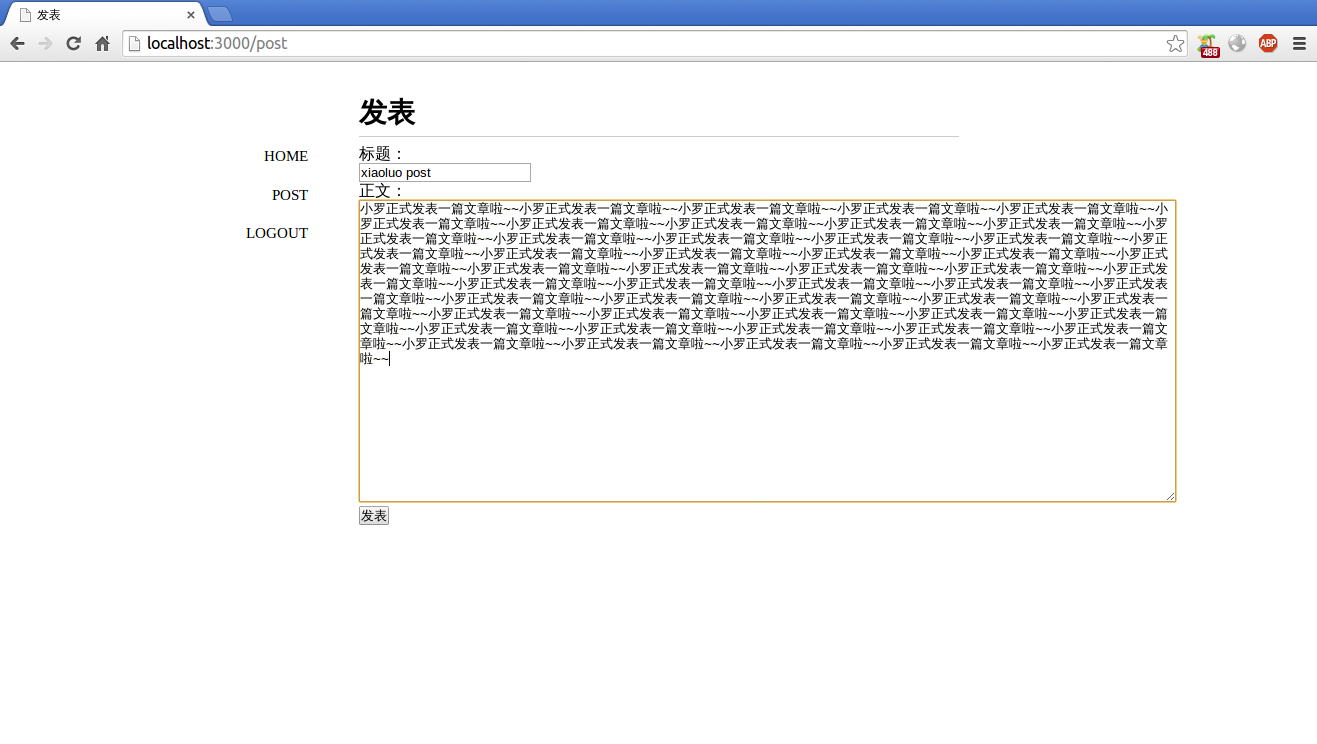 发表
localhost:3000/post
488
ABP
发表
HOME
POST
LOGOUT
标题：
xiaoluo post
正文：
小罗正式发表一篇文章啦~~小罗正式发表一篇文章啦~~小罗正式发表一篇文章啦~~小罗正式发表一篇文章啦~~小罗正式发表一篇文章啦~~小
罗正式发表一篇文章啦~~小罗正式发表一篇文章啦~~小罗正式发表一篇文章啦~~小罗正式发表一篇文章啦~~小罗正式发表一篇文章啦~~小罗
正式发表一篇文章啦~~小罗正式发表一篇文章啦~~小罗正式发表一篇文章啦~~小罗正式发表一篇文章啦~~小罗正式发表一篇文章啦~~小罗正
式发表一篇文章啦~~小罗正式发表一篇文章啦~~小罗正式发表一篇文章啦~~小罗正式发表一篇文章啦~~小罗正式发表一篇文章啦~~小罗正式
发表一篇文章啦~~小罗正式发表一篇文章啦~~小罗正式发表一篇文章啦~~小罗正式发表一篇文章啦~~小罗正式发表一篇文章啦~~小罗正式发
表一篇文章啦~~小罗正式发表一篇文章啦~~小罗正式发表一篇文章啦~~小罗正式发表一篇文章啦~~小罗正式发表一篇文章啦~~小罗正式发表
一篇文章啦~~小罗正式发表一篇文章啦~~小罗正式发表一篇文章啦~~小罗正式发表一篇文章啦~~小罗正式发表一篇文章啦~~小罗正式发表一
篇文章啦~~小罗正式发表一篇文章啦~~小罗正式发表一篇文章啦~~小罗正式发表一篇文章啦~~小罗正式发表一篇文章啦~~小罗正式发表一篇
文章啦~~小罗正式发表一篇文章啦~~小罗正式发表一篇文章啦~~小罗正式发表一篇文章啦~~小罗正式发表一篇文章啦~~小罗正式发表一篇文
章啦~~小罗正式发表一篇文章啦~~小罗正式发表一篇文章啦~~小罗正式发表一篇文章啦~~小罗正式发表一篇文章啦~~小罗正式发表一篇文章
啦~~
发表